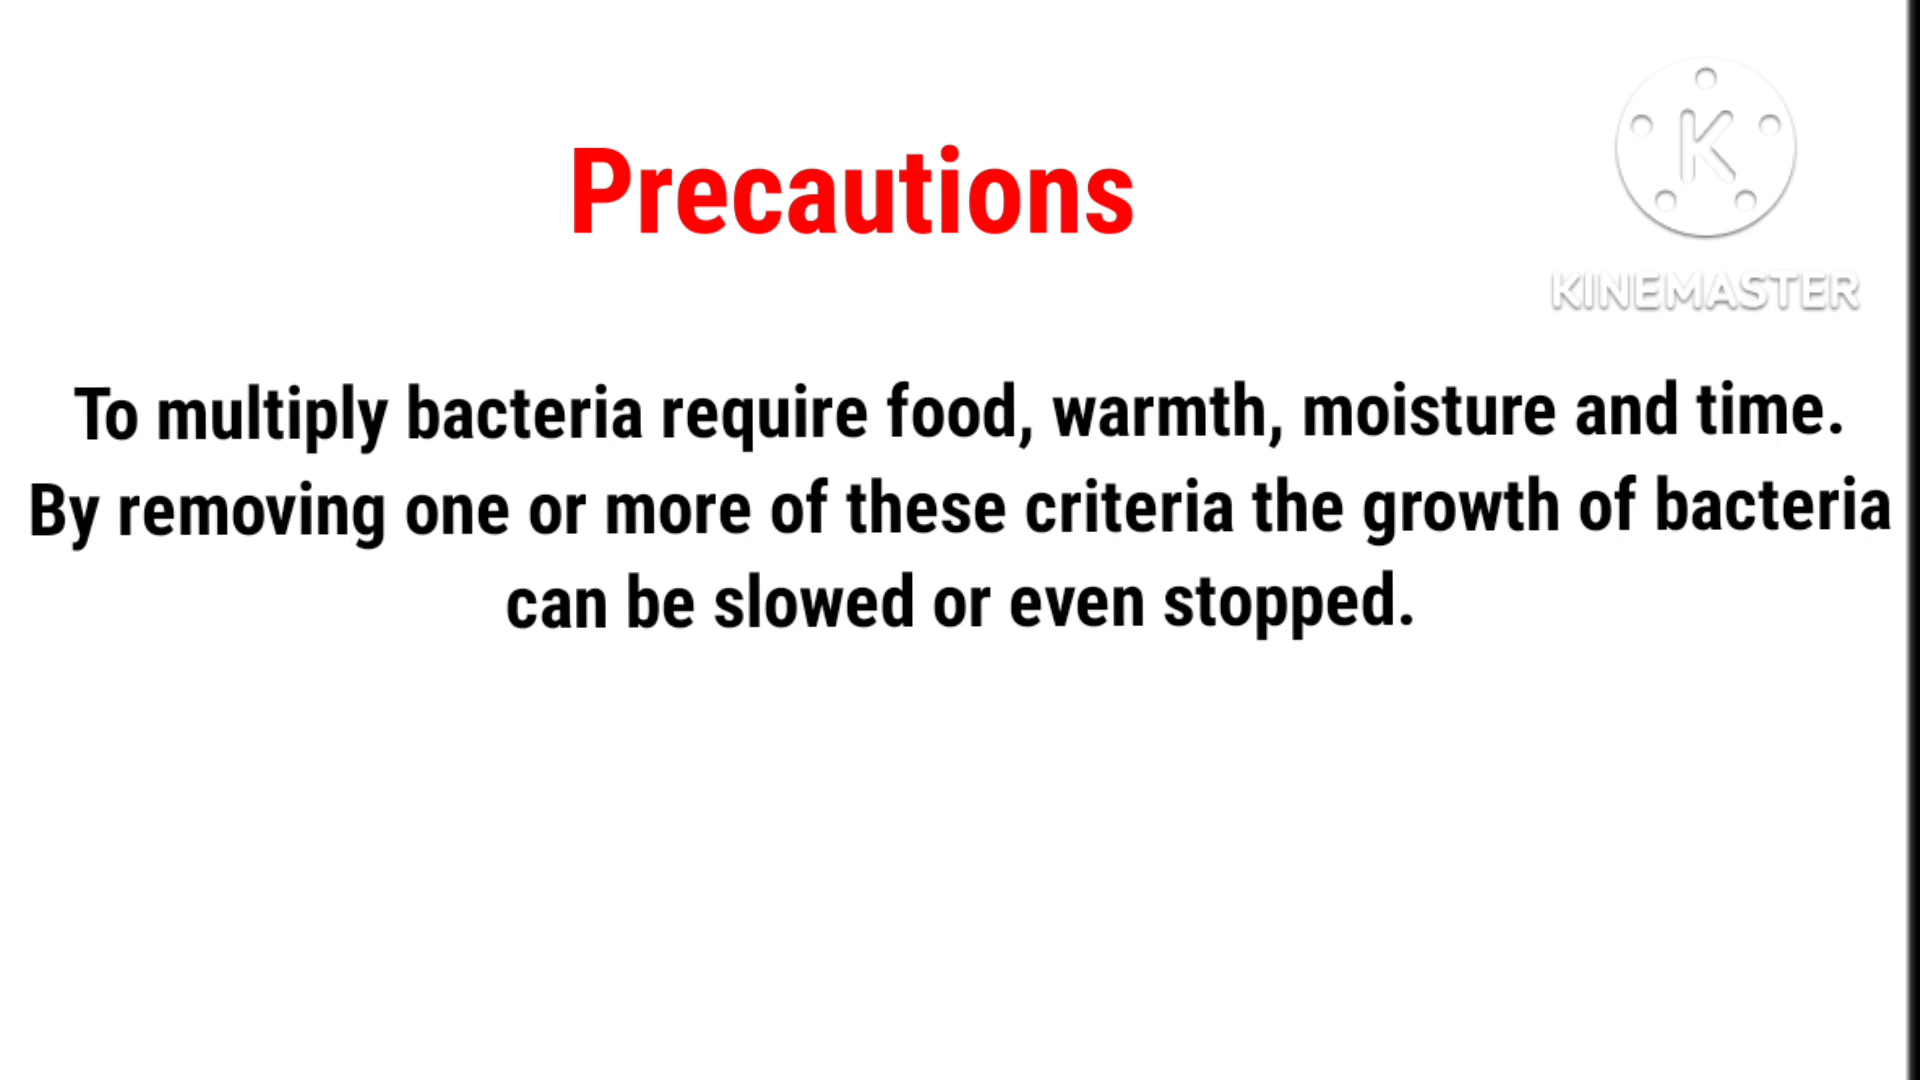 Precautions
K
KINEMASTER
To multiply bacteria require food, warmth, moisture and time.
By removing one or more of these criteria the growth of bacteria
can be slowed or even stopped.